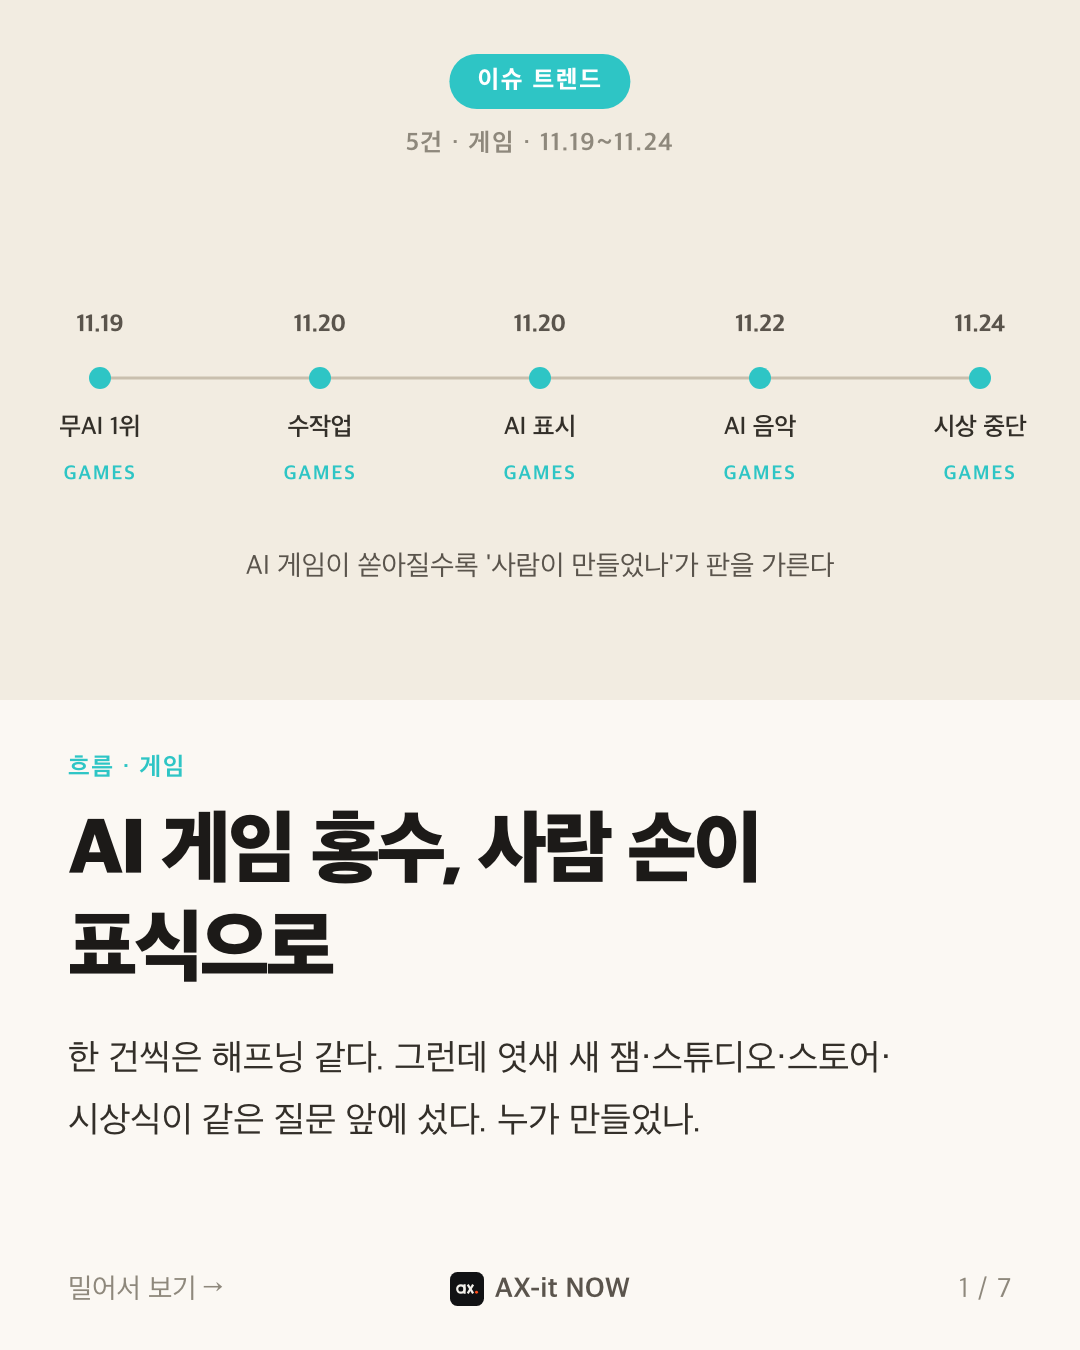 이슈 트렌드
5건 · 게임 · 11.19~11.24
11.19 11.20 11.20 11.22 11.24
무AI 1위 수작업 AI 표시 AI 음악 시상 중단
GAMES GAMES GAMES GAMES GAMES
AI 게임이 쏟아질수록 '사람이 만들었나'가 판을 가른다
흐름 · 게임
AI 게임 홍수, 사람 손이
표식으로
한 건씩은 해프닝 같다. 그런데 엿새 새 잼·스튜디오·스토어·
시상식이 같은 질문 앞에 섰다. 누가 만들었나.
밀어서 보기 →
ax. AX-it NOW
1 / 7